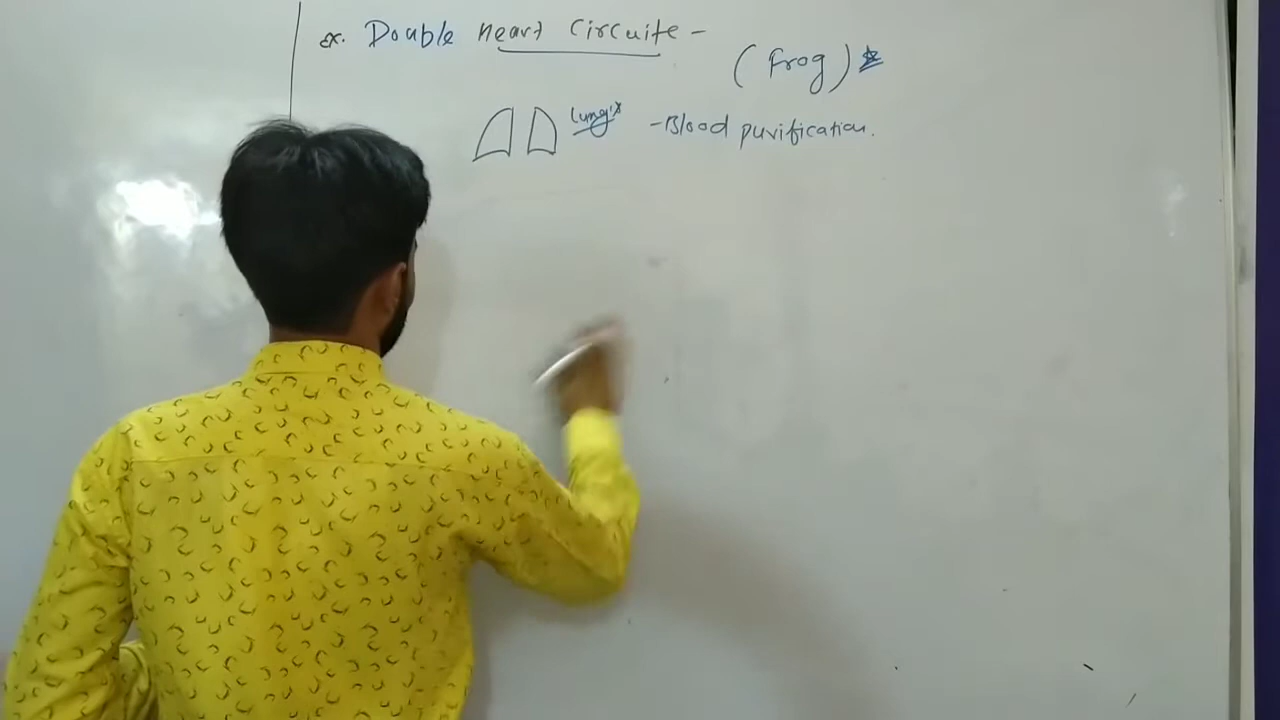 ex. Double Heart Circuite -
(Frog)
Lung's - Blood purification.